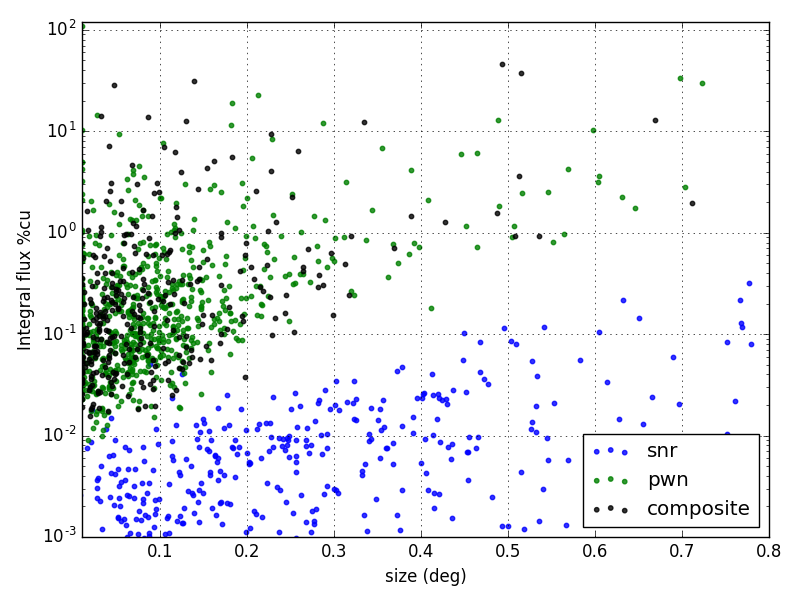 10²
10¹
10⁰
10⁻¹
10⁻²
10⁻³
Integral flux %cu
0.1 0.2 0.3 0.4 0.5 0.6 0.7 0.8
size (deg)
snr
pwn
composite